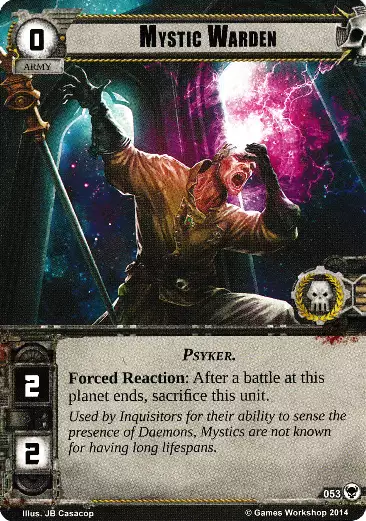 0
MYSTIC WARDEN
ARMY
PSYKER.
2
Forced Reaction: After a battle at this
planet ends, sacrifice this unit.
Used by Inquisitors for their ability to sense the
presence of Daemons, Mystics are not known
for having long lifespans.
2
053
Illus. JB Casacop
© Games Workshop 2014